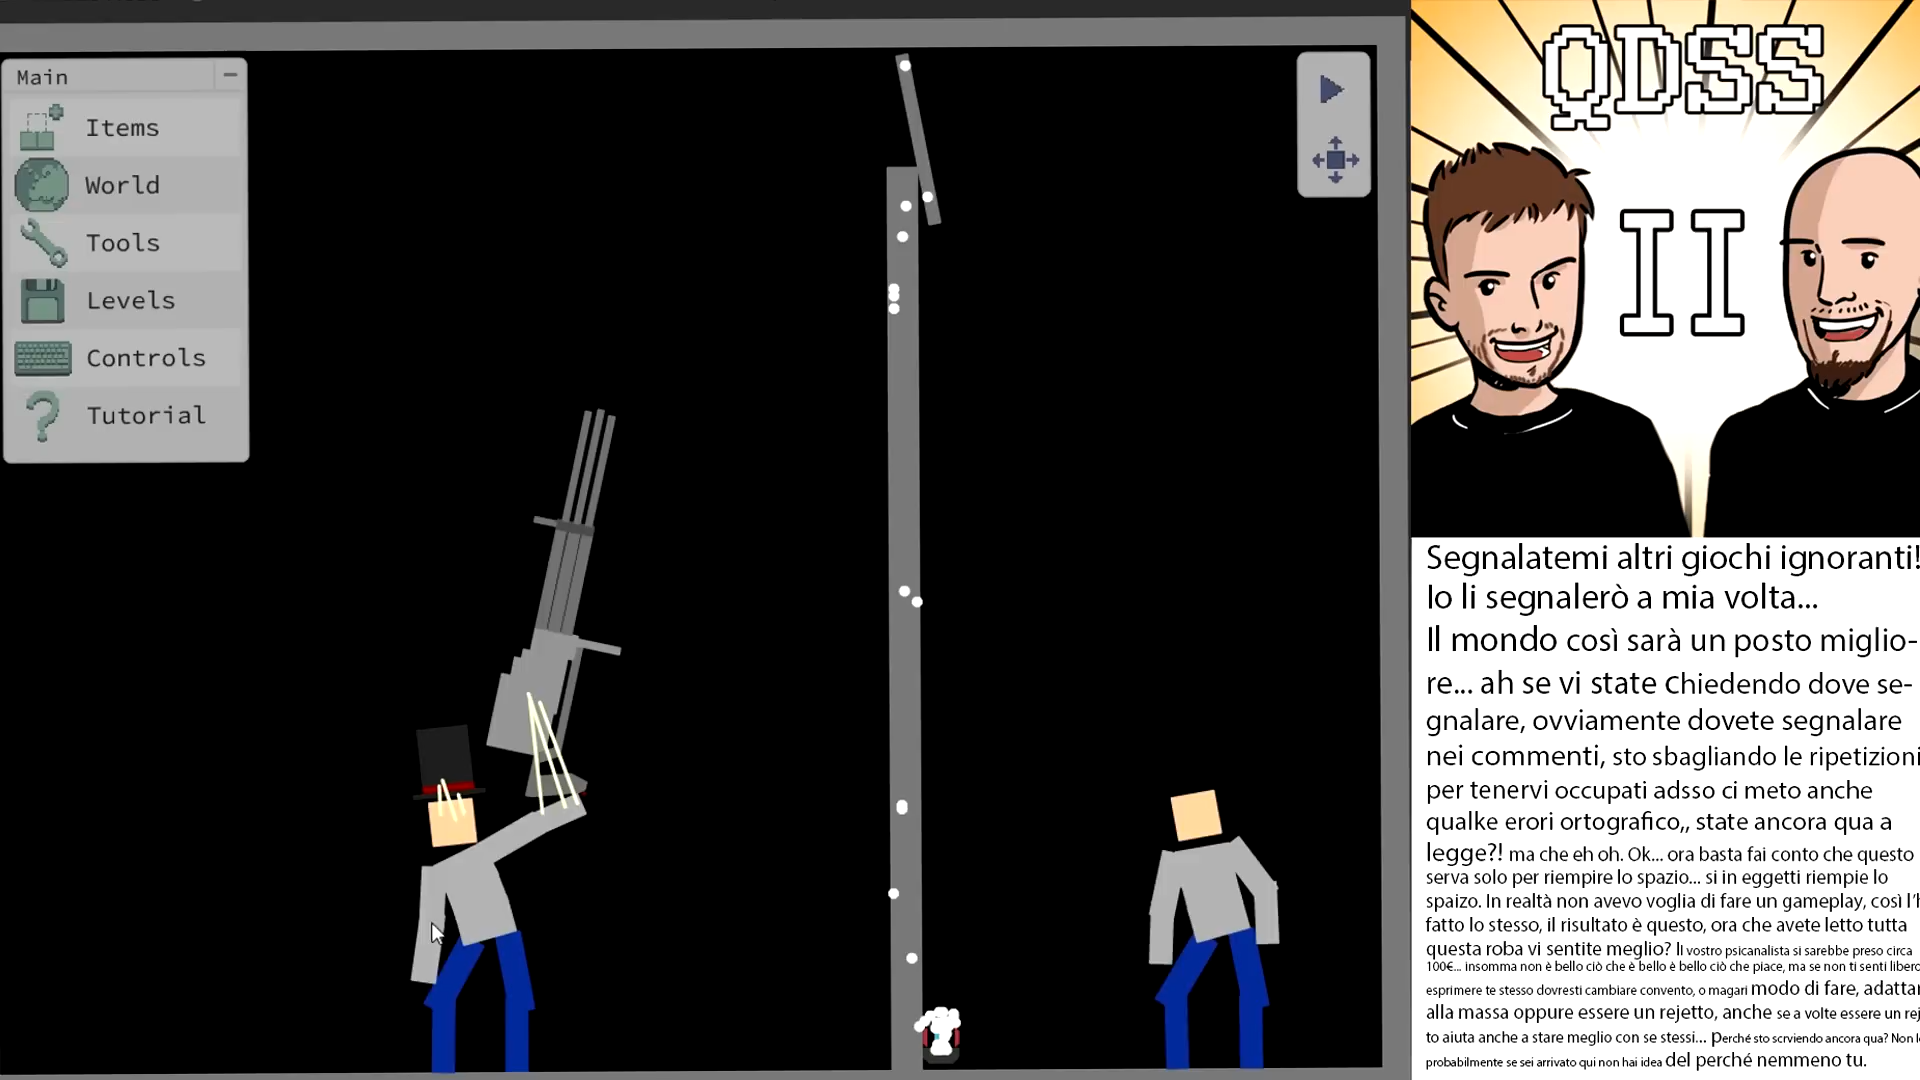 Main
Items
World
Tools
Levels
Controls
Tutorial
QDSS
II
Segnalatemi altri giochi ignoranti!
Io li segnalerò a mia volta...
Il mondo così sarà un posto miglio-
re... ah se vi state chiedendo dove se-
gnalare, ovviamente dovete segnalare
nei commenti, sto sbagliando le ripetizioni
per tenervi occupati adsso ci meto anche
qualke erori ortografico,, state ancora qua a
legge?! ma che eh oh. Ok... ora basta fai conto che questo
serva solo per riempire lo spazio... si in eggetti riempie lo
spaizo. In realtà non avevo voglia di fare un gameplay, così l'h
fatto lo stesso, il risultato è questo, ora che avete letto tutta
questa roba vi sentite meglio? Il vostro psicanalista si sarebbe preso circa
100€... insomma non è bello ciò che è bello è bello ciò che piace, ma se non ti senti libero
esprimere te stesso dovresti cambiare convento, o magari modo di fare, adattar
alla massa oppure essere un rejetto, anche se a volte essere un rej
to aiuta anche a stare meglio con se stessi... Perché sto scrviendo ancora qua? Non l
probabilmente se sei arrivato qui non hai idea del perché nemmeno tu.